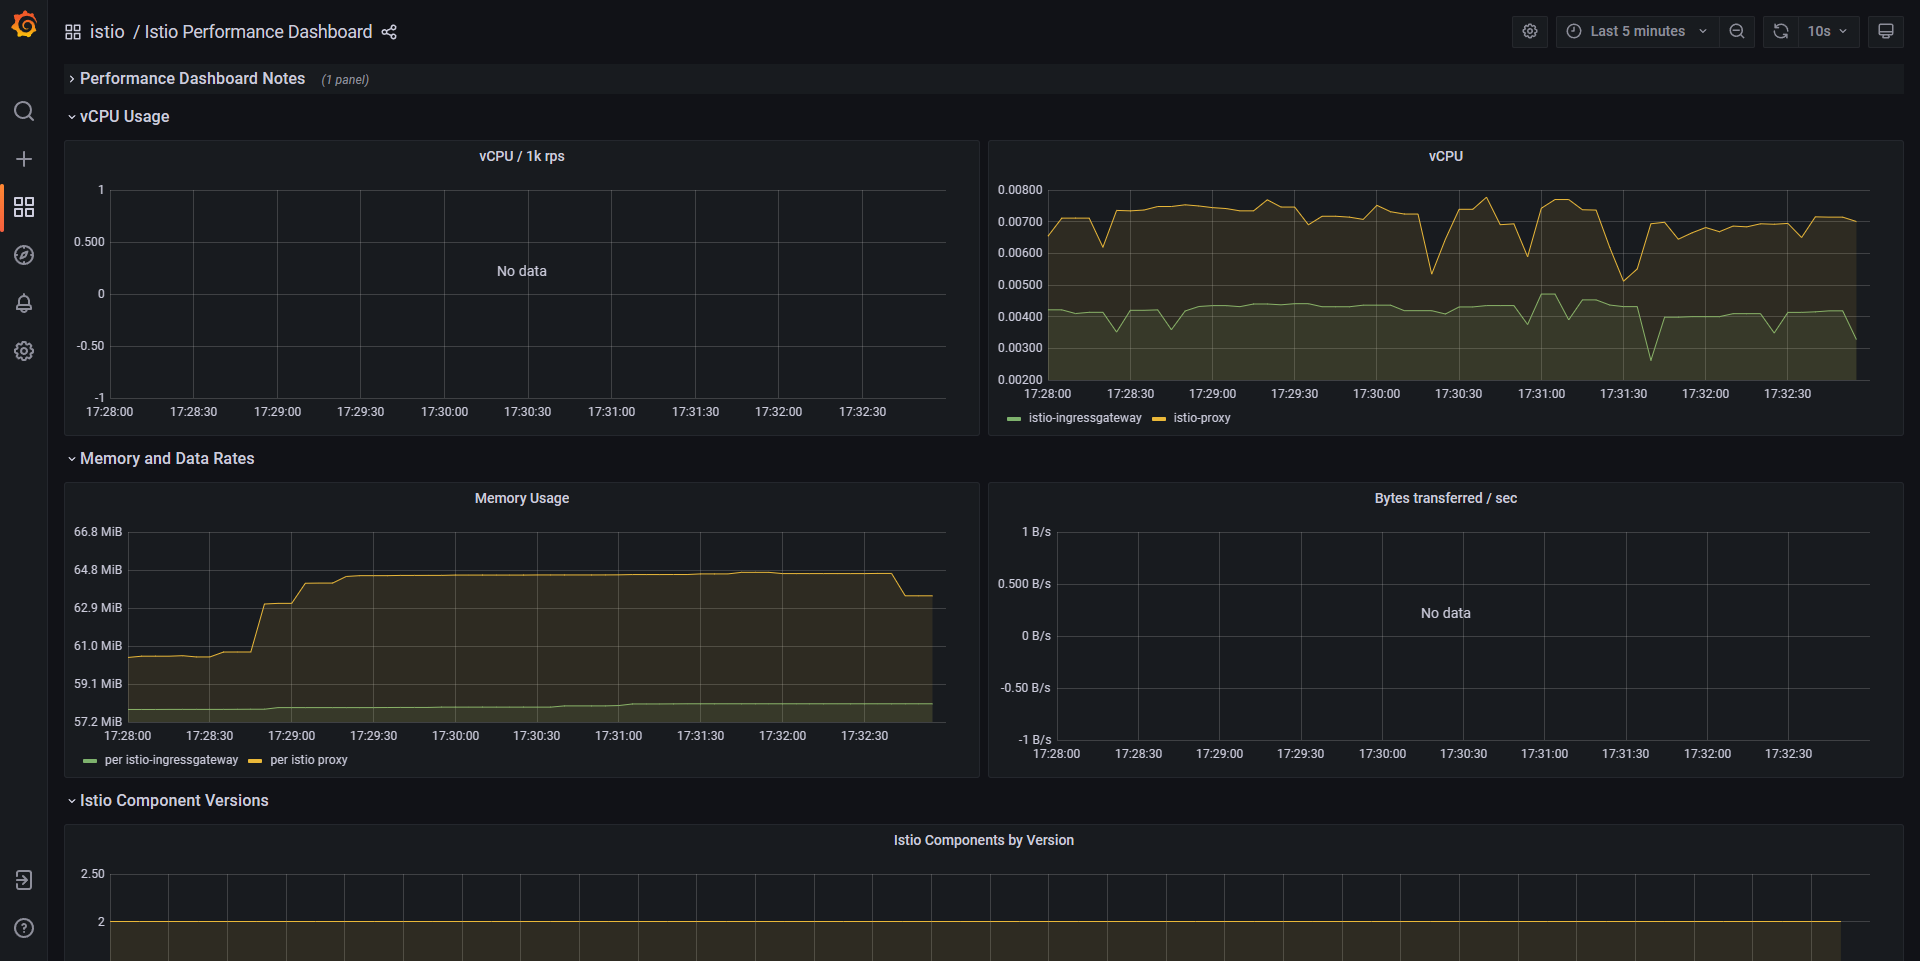 istio / Istio Performance Dashboard
Last 5 minutes
10s
Performance Dashboard Notes (1 panel)
vCPU Usage
vCPU / 1k rps
1
0.500
0
-0.50
-1
No data
17:28:00 17:28:30 17:29:00 17:29:30 17:30:00 17:30:30 17:31:00 17:31:30 17:32:00 17:32:30
vCPU
0.00800
0.00700
0.00600
0.00500
0.00400
0.00300
0.00200
17:28:00 17:28:30 17:29:00 17:29:30 17:30:00 17:30:30 17:31:00 17:31:30 17:32:00 17:32:30
istio-ingressgateway istio-proxy
Memory and Data Rates
Memory Usage
66.8 MiB
64.8 MiB
62.9 MiB
61.0 MiB
59.1 MiB
57.2 MiB
17:28:00 17:28:30 17:29:00 17:29:30 17:30:00 17:30:30 17:31:00 17:31:30 17:32:00 17:32:30
per istio-ingressgateway per istio proxy
Bytes transferred / sec
1 B/s
0.500 B/s
0 B/s
-0.50 B/s
-1 B/s
No data
17:28:00 17:28:30 17:29:00 17:29:30 17:30:00 17:30:30 17:31:00 17:31:30 17:32:00 17:32:30
Istio Component Versions
Istio Components by Version
2.50
2